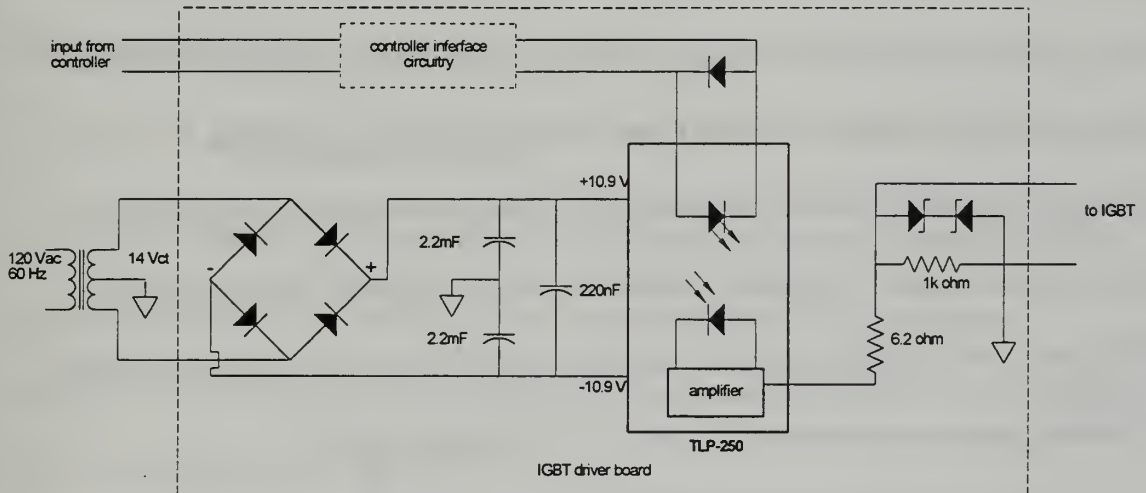 input from
controller
controller inferface
circuitry
+10.9 V
to IGBT
120 Vac
60 Hz
14 Vct
-
+
2.2mF
220nF
1k ohm
2.2mF
6.2 ohm
-10.9 V
amplifier
TLP-250
IGBT driver board